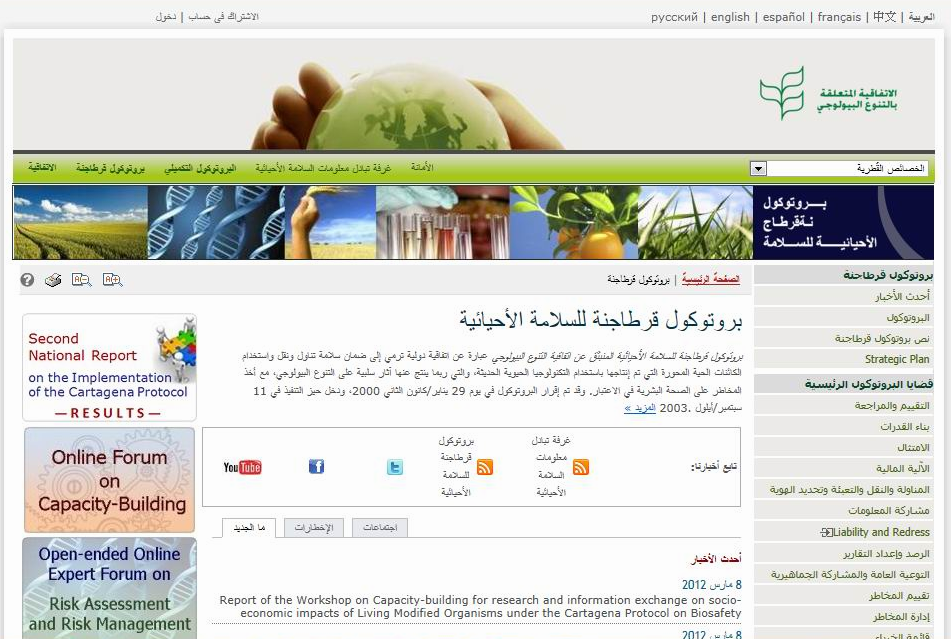 русский | english | español | français | 中文 | العربية
الاشتراك في حساب | دخول
الاتفاقية المتعلقة
بالتنوع البيولوجي
الخصائص القُطرية
الأمانة
غرفة تبادل معلومات السلامة الأحيائية
البروتوكول التكميلي
بروتوكول قرطاجنة
الاتفاقية
بـــروتوكول
نـةقرطـاج
الأحيائيــــة للســـلامة
بروتوكول قرطاجنة
أحدث الأخبار
البروتوكول
نص بروتوكول قرطاجنة
Strategic Plan
قضايا البروتوكول الرئيسية
التقييم والمراجعة
بناء القدرات
الامتثال
الآلية المالية
المناولة والنقل والتعبئة وتحديد الهوية
مشاركة المعلومات
Liability and Redress
الرصد وإعداد التقارير
التوعية العامة والمشاركة الجماهيرية
تقييم المخاطر
إدارة المخاطر
قائمة الخبراء
الصفحة الرئيسية | بروتوكول قرطاجنة
بروتوكول قرطاجنة للسلامة الأحيائية
بروتوكول قرطاجنة للسلامة الأحيائية المنبثق عن اتفاقية التنوع البيولوجي عبارة عن اتفاقية دولية ترمي إلى ضمان سلامة تناول ونقل واستخدام
الكائنات الحية المحورة التي تم إنتاجها باستخدام التكنولوجيا الحيوية الحديثة، والتي ربما ينتج عنها آثار سلبية على التنوع البيولوجي، مع أخذ
المخاطر على الصحة البشرية في الاعتبار. وقد تم إقرار البروتوكول في يوم 29 يناير/كانون الثاني 2000، ودخل حيز التنفيذ في 11
سبتمبر/أيلول 2003. المزيد »
تابع أخبارنا:
غرفة تبادل
معلومات
السلامة
الأحيائية
بروتوكول
قرطاجنة
للسلامة
الأحيائية
You Tube
ما الجديد
الإخطارات
اجتماعات
أحدث الأخبار
8 مارس 2012
Report of the Workshop on Capacity-building for research and information exchange on socio-
economic impacts of Living Modified Organisms under the Cartagena Protocol on Biosafety
8 مارس 2012
Second
National Report
on the Implementation
of the Cartagena Protocol
— RESULTS —
Online Forum
on
Capacity-Building
Open-ended Online
Expert Forum on
Risk Assessment
and Risk Management